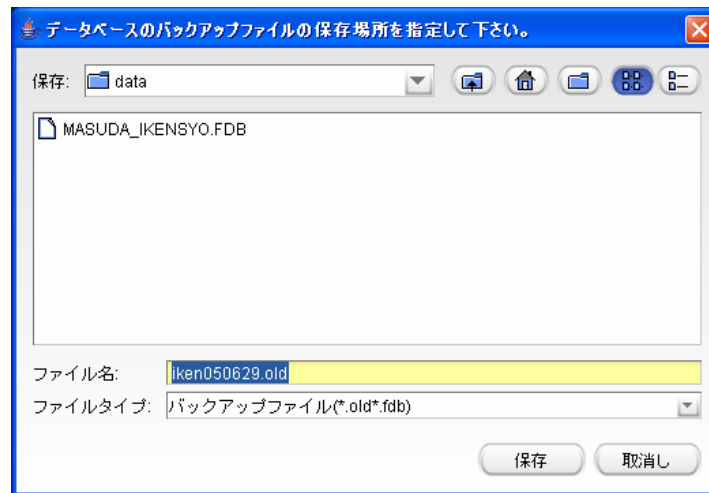 データベースのバックアップファイルの保存場所を指定して下さい。
保存: data
MASUDA_IKENSYO.FDB
ファイル名: iken050629.old
ファイルタイプ: バックアップファイル(*.old*.fdb)
保存 取消し